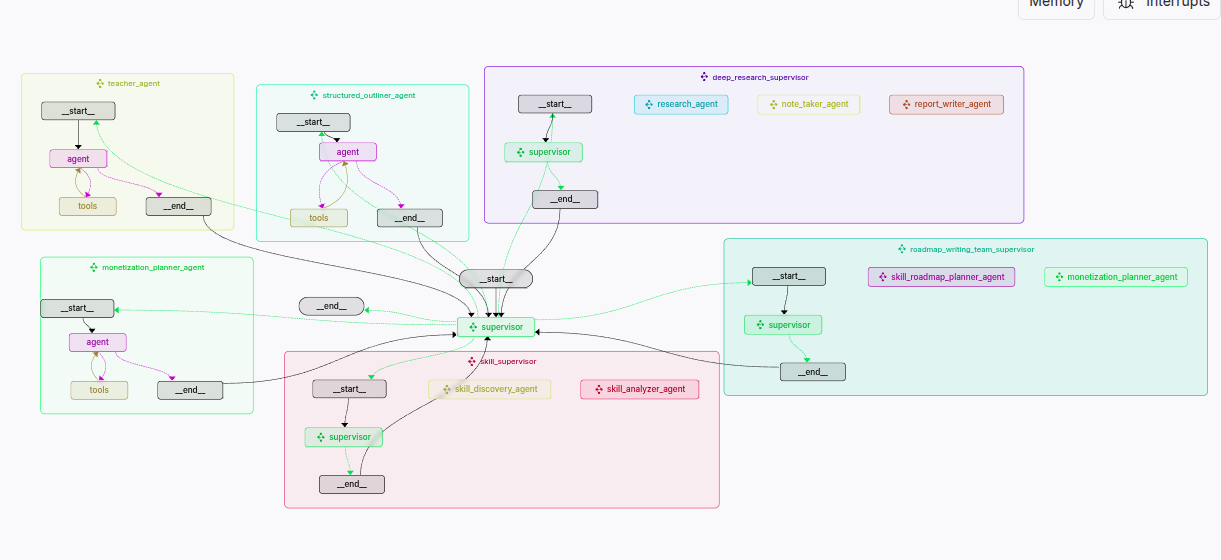 Memory
Interrupts
teacher_agent
__start__
agent
tools
__end__
structured_outliner_agent
__start__
agent
tools
__end__
deep_research_supervisor
__start__
research_agent
note_taker_agent
report_writer_agent
supervisor
__end__
monetization_planner_agent
__start__
agent
tools
__end__
__start__
__end__
supervisor
roadmap_writing_team_supervisor
__start__
skill_roadmap_planner_agent
monetization_planner_agent
supervisor
__end__
skill_supervisor
__start__
skill_discovery_agent
skill_analyzer_agent
supervisor
__end__